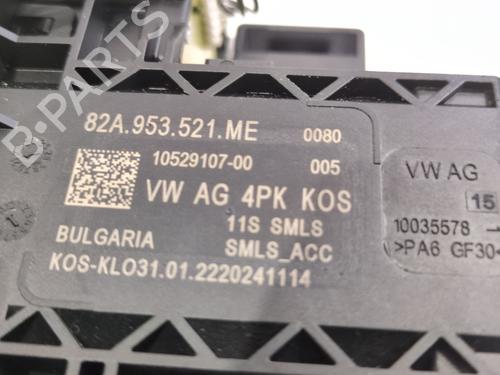 82A.953.521.ME 0080
10529107-00 005
VW AG 4PK KOS
11S SMLS
BULGARIA SMLS_ACC
KOS-KLO31.01.2220241114
VW AG
15
10035578
>PA6 GF30<
B-PARTS